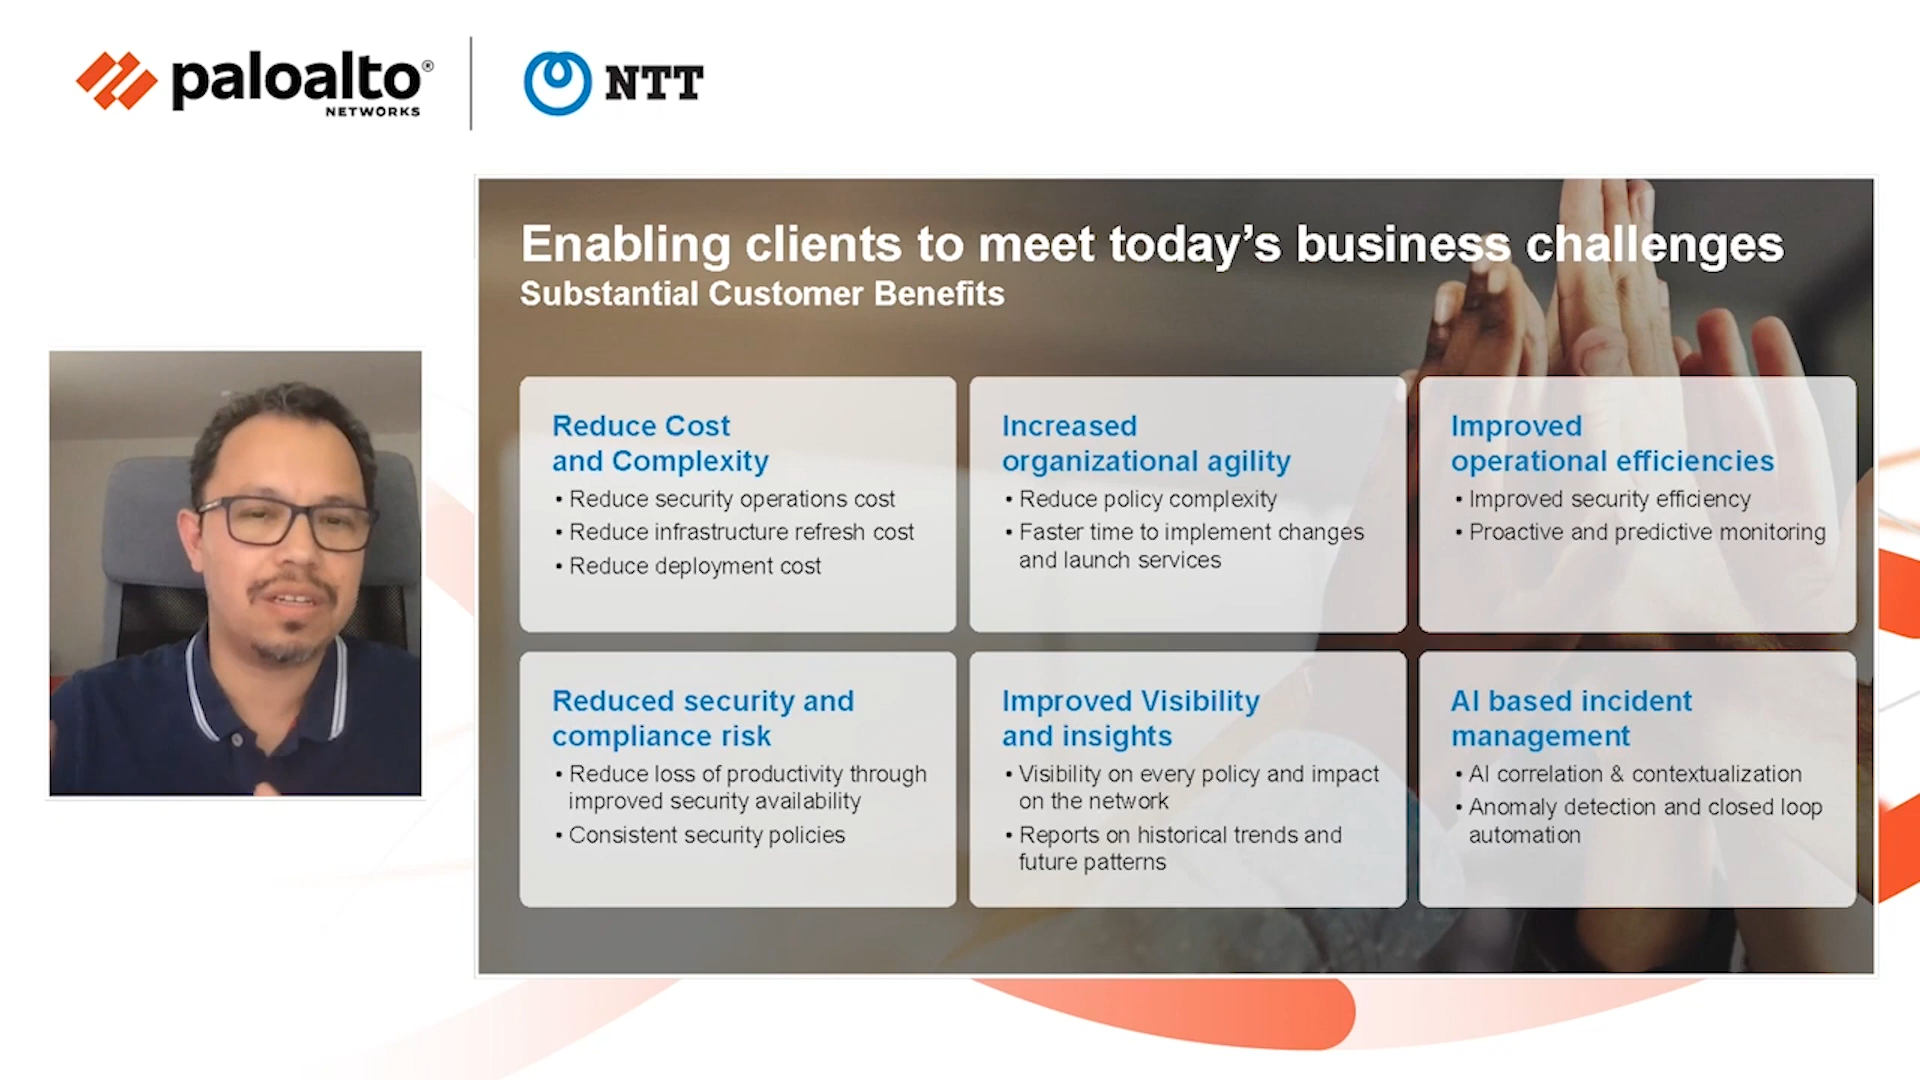 paloalto®
NETWORKS
NTT
Enabling clients to meet today’s business challenges
Substantial Customer Benefits
Reduce Cost
and Complexity
• Reduce security operations cost
• Reduce infrastructure refresh cost
• Reduce deployment cost
Increased
organizational agility
• Reduce policy complexity
• Faster time to implement changes
and launch services
Improved
operational efficiencies
• Improved security efficiency
• Proactive and predictive monitoring
Reduced security and
compliance risk
• Reduce loss of productivity through
improved security availability
• Consistent security policies
Improved Visibility
and insights
• Visibility on every policy and impact
on the network
• Reports on historical trends and
future patterns
AI based incident
management
• AI correlation & contextualization
• Anomaly detection and closed loop
automation